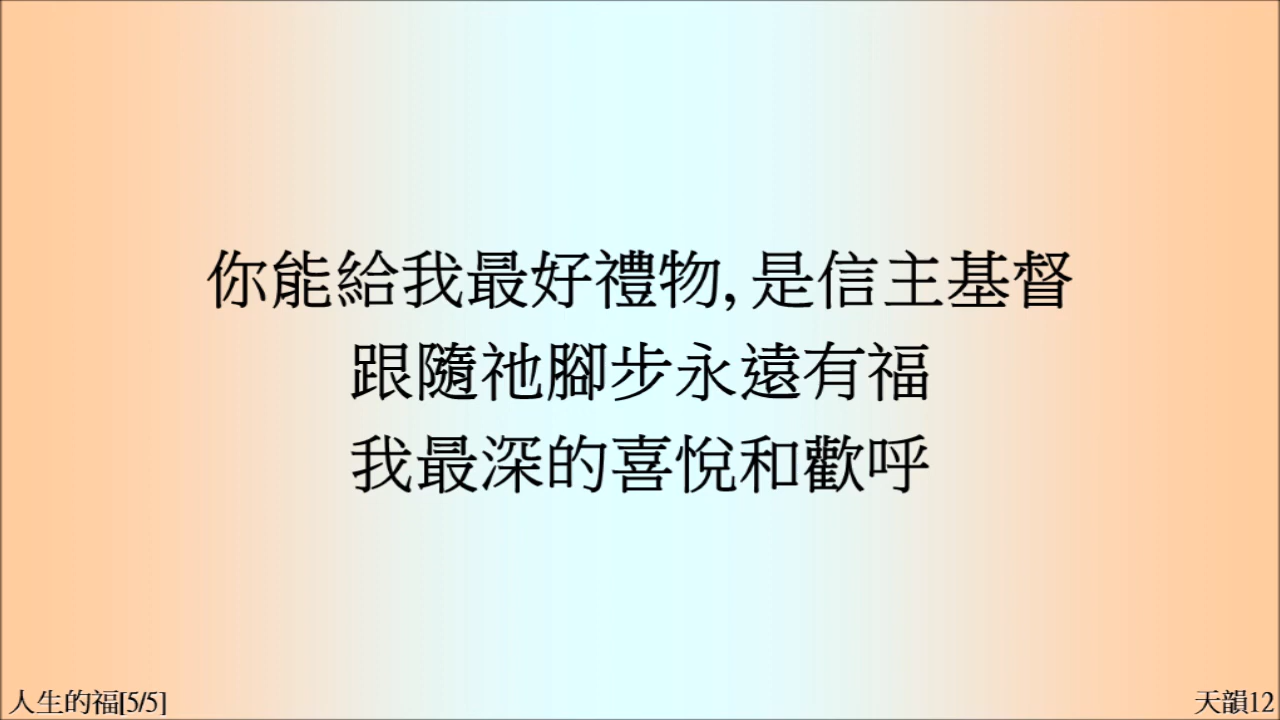 你能給我最好禮物, 是信主基督
跟隨祂腳步永遠有福
我最深的喜悅和歡呼
人生的福[5/5]
天韻12